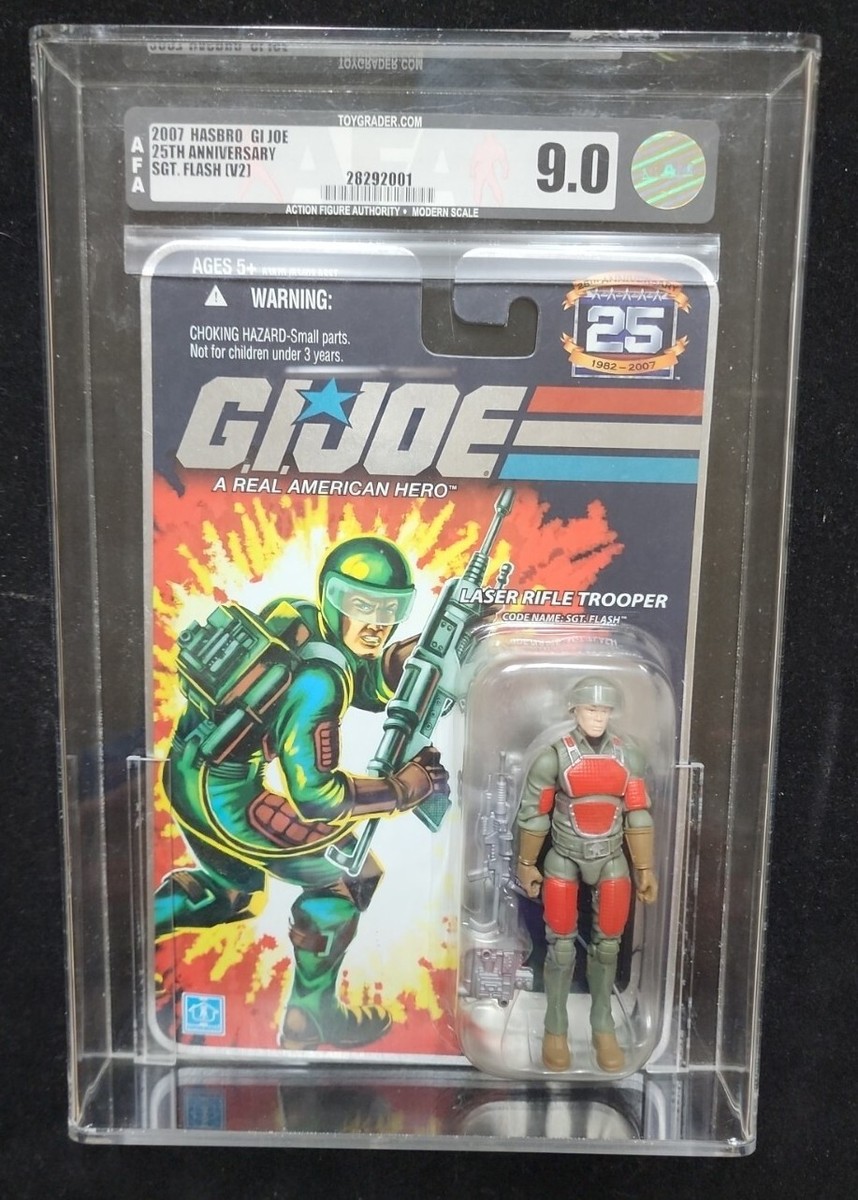 TOYGRADER.COM
AFA
2007 HASBRO GI JOE
25TH ANNIVERSARY
SGT. FLASH (V2)
28292001
9.0
ACTION FIGURE AUTHORITY • MODERN SCALE
AGES 5+
WARNING:
CHOKING HAZARD-Small parts.
Not for children under 3 years.
25TH ANNIVERSARY
25
1982 – 2007
G.I. JOE
A REAL AMERICAN HERO™
LASER RIFLE TROOPER
CODE NAME: SGT. FLASH™